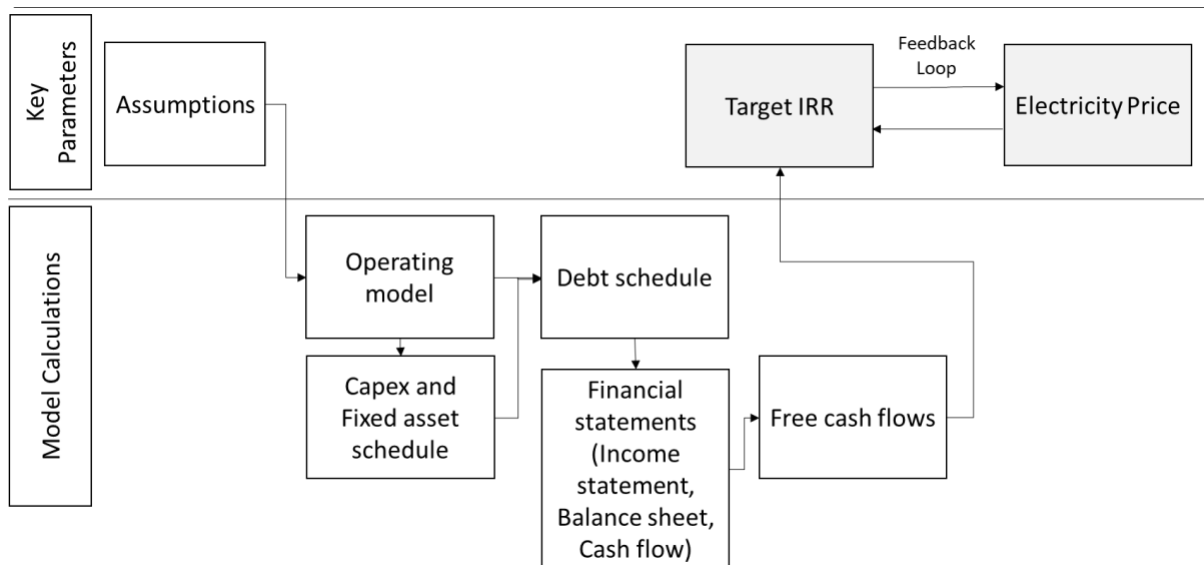 Key
Parameters
Assumptions
Target IRR
Feedback
Loop
Electricity Price
Model Calculations
Operating
model
Debt schedule
Capex and
Fixed asset
schedule
Financial
statements
(Income
statement,
Balance sheet,
Cash flow)
Free cash flows